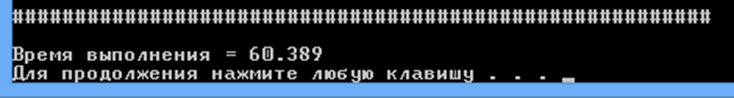 ########################################################
Время выполнения = 60.389
Для продолжения нажмите любую клавишу . . . _